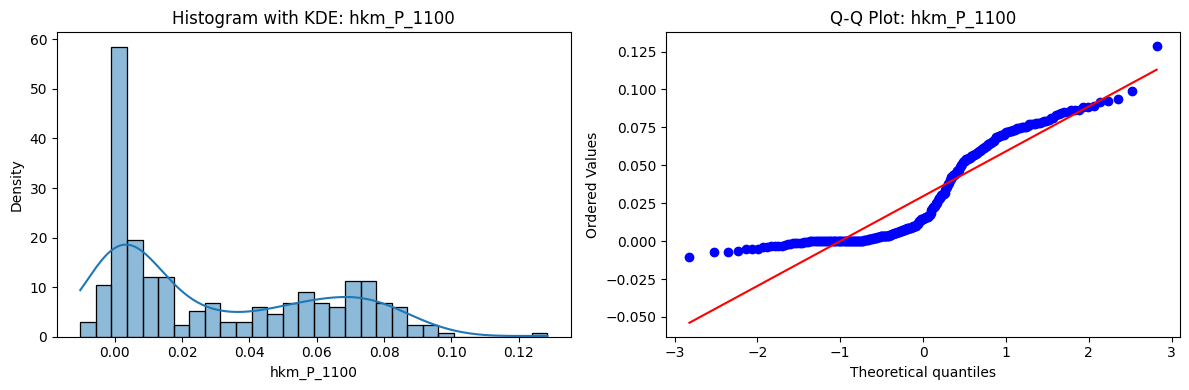 Histogram with KDE: hkm_P_1100
60
50
40
30
20
10
0
Density
0.00 0.02 0.04 0.06 0.08 0.10 0.12
hkm_P_1100
Q-Q Plot: hkm_P_1100
0.125
0.100
0.075
0.050
0.025
0.000
−0.025
−0.050
Ordered Values
−3 −2 −1 0 1 2 3
Theoretical quantiles